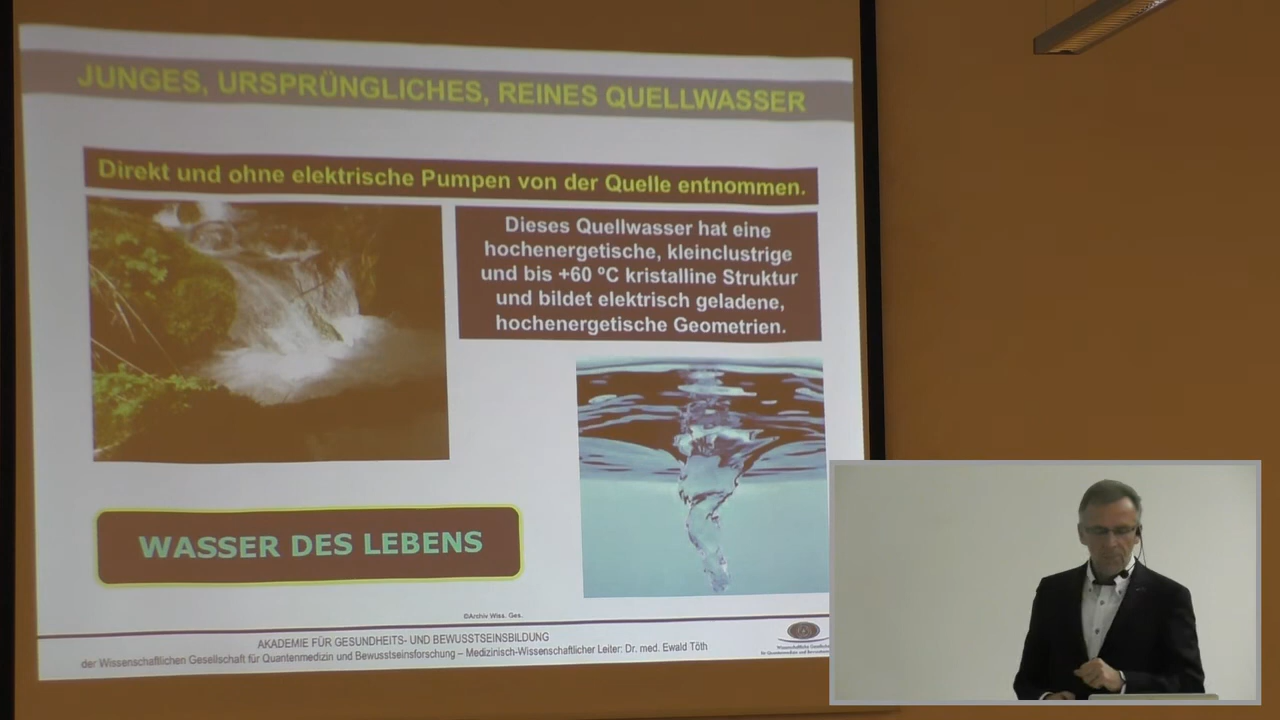 JUNGES, URSPRÜNGLICHES, REINES QUELLWASSER
Direkt und ohne elektrische Pumpen von der Quelle entnommen.
Dieses Quellwasser hat eine
hochenergetische, kleinclustrige
und bis +60 ºC kristalline Struktur
und bildet elektrisch geladene,
hochenergetische Geometrien.
WASSER DES LEBENS
©Archiv Wiss. Ges.
AKADEMIE FÜR GESUNDHEITS- UND BEWUSSTSEINSBILDUNG
der Wissenschaftlichen Gesellschaft für Quantenmedizin und Bewusstseinsforschung – Medizinisch-Wissenschaftlicher Leiter: Dr. med. Ewald Töth